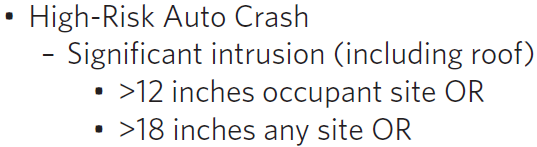 • High-Risk Auto Crash
– Significant intrusion (including roof)
• >12 inches occupant site OR
• >18 inches any site OR